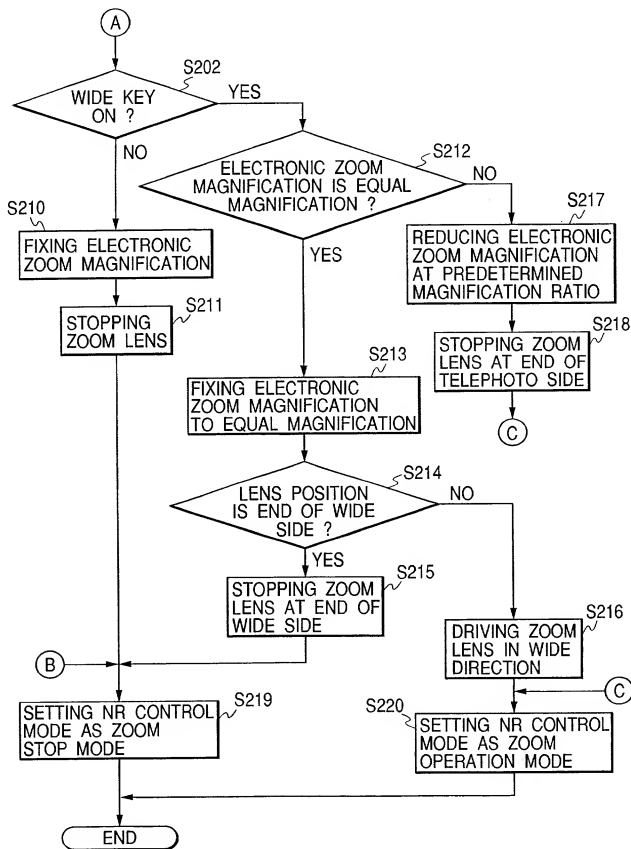 A
S202
WIDE KEY
ON ?
YES
NO
S212
ELECTRONIC ZOOM
MAGNIFICATION IS EQUAL
MAGNIFICATION ?
NO
YES
S210
FIXING ELECTRONIC
ZOOM MAGNIFICATION
S217
REDUCING ELECTRONIC
ZOOM MAGNIFICATION
AT PREDETERMINED
MAGNIFICATION RATIO
S211
STOPPING
ZOOM LENS
S218
STOPPING ZOOM
LENS AT END OF
TELEPHOTO SIDE
C
S213
FIXING ELECTRONIC
ZOOM MAGNIFICATION
TO EQUAL MAGNIFICATION
S214
LENS POSITION
IS END OF WIDE
SIDE ?
NO
YES
S215
STOPPING ZOOM
LENS AT END OF
WIDE SIDE
S216
DRIVING ZOOM
LENS IN WIDE
DIRECTION
B
C
S219
SETTING NR CONTROL
MODE AS ZOOM
STOP MODE
S220
SETTING NR CONTROL
MODE AS ZOOM
OPERATION MODE
END